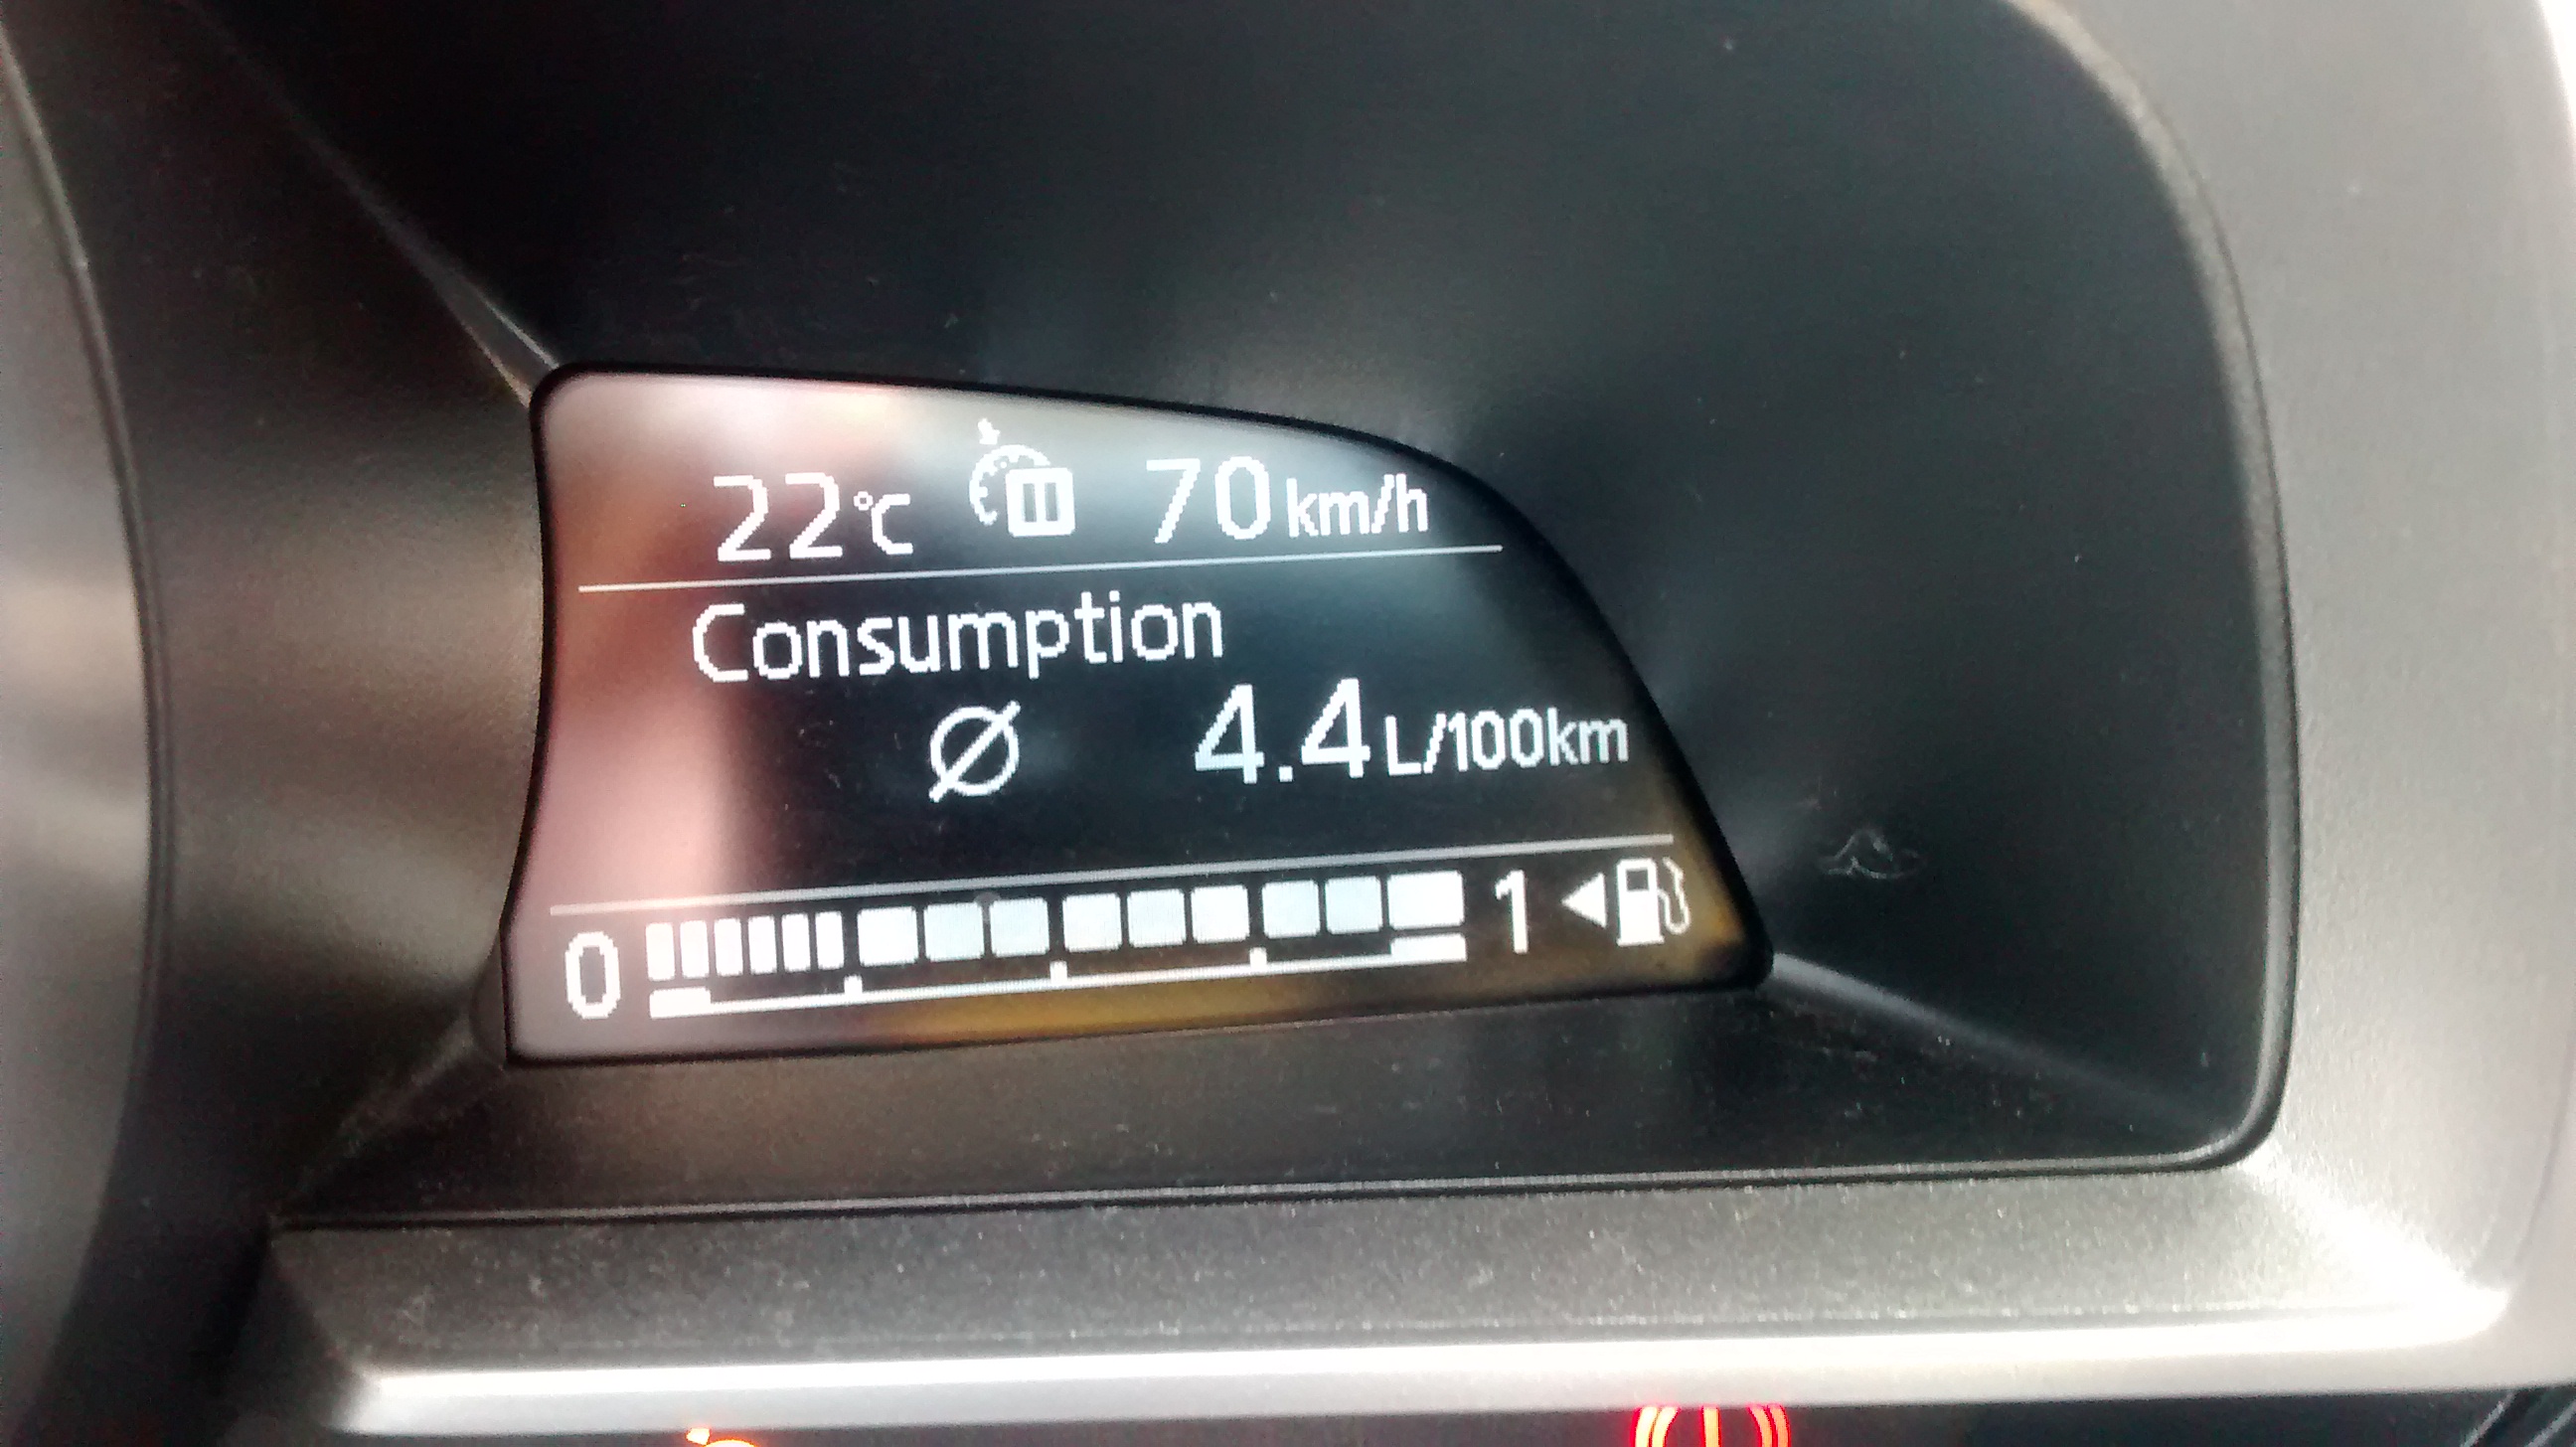 22°C 70 km/h
Consumption
Ø 4.4 L/100km
0 1